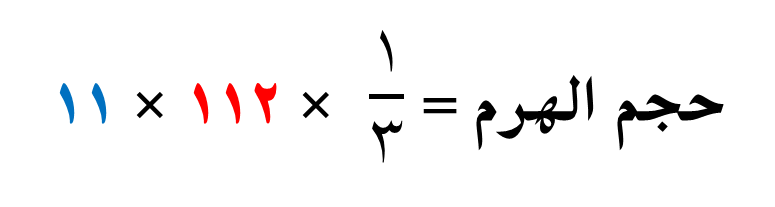 حجم الهرم = ١/٣ × ١١٢ × ١١